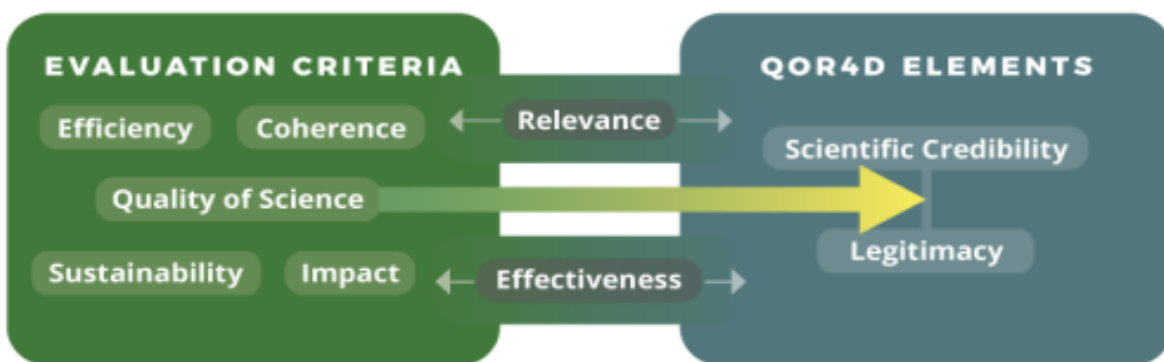 EVALUATION CRITERIA
Efficiency
Coherence
Quality of Science
Sustainability
Impact
Relevance
Effectiveness
QOR4D ELEMENTS
Scientific Credibility
Legitimacy